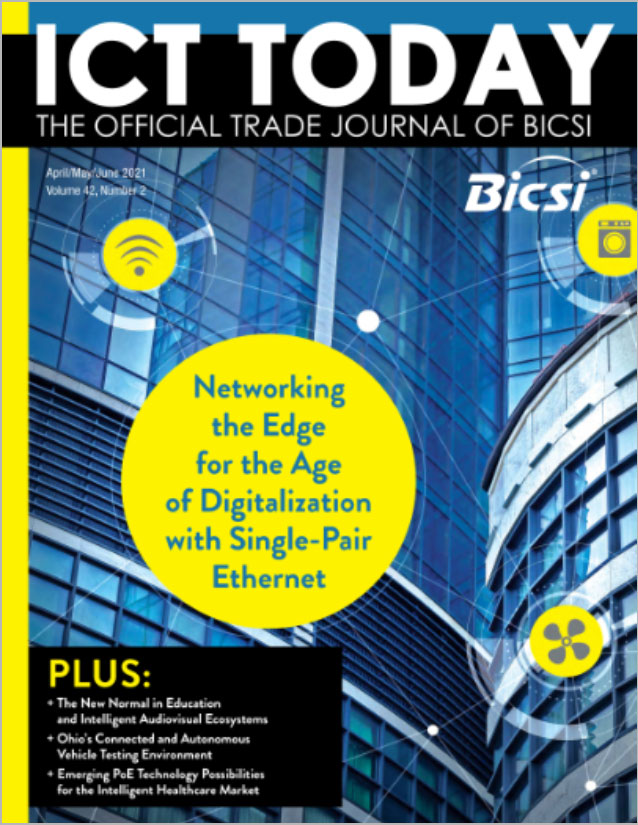 ICT TODAY
THE OFFICIAL TRADE JOURNAL OF BICSI
April/May/June 2021
Volume 42, Number 2
Bicsi®
Networking
the Edge
for the Age
of Digitalization
with Single-Pair
Ethernet
PLUS:
+ The New Normal in Education
and Intelligent Audiovisual Ecosystems
+ Ohio's Connected and Autonomous
Vehicle Testing Environment
+ Emerging PoE Technology Possibilities
for the Intelligent Healthcare Market